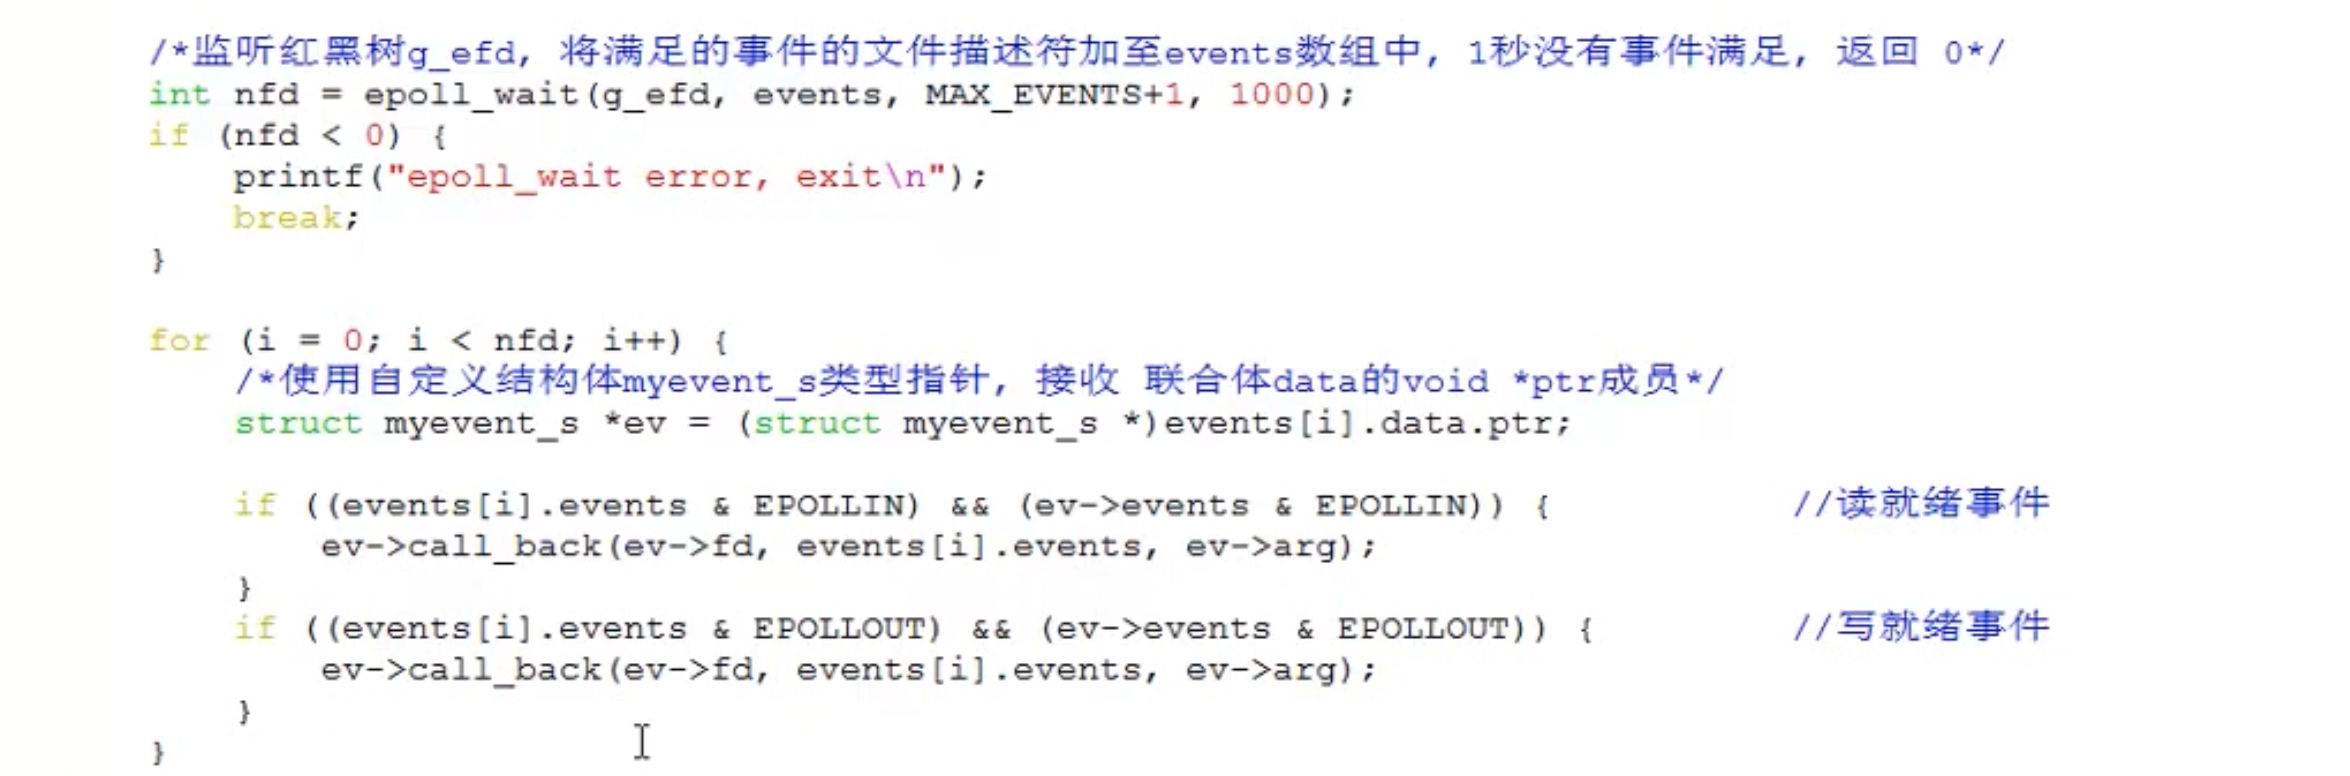 /*监听红黑树g_efd, 将满足的事件的文件描述符加至events数组中, 1秒没有事件满足, 返回 0*/
int nfd = epoll_wait(g_efd, events, MAX_EVENTS+1, 1000);
if (nfd < 0) {
    printf("epoll_wait error, exit\n");
    break;
}
for (i = 0; i < nfd; i++) {
    /*使用自定义结构体myevent_s类型指针, 接收 联合体data的void *ptr成员*/
    struct myevent_s *ev = (struct myevent_s *)events[i].data.ptr;
    if ((events[i].events & EPOLLIN) && (ev->events & EPOLLIN)) {    //读就绪事件
        ev->call_back(ev->fd, events[i].events, ev->arg);
    }
    if ((events[i].events & EPOLLOUT) && (ev->events & EPOLLOUT)) {    //写就绪事件
        ev->call_back(ev->fd, events[i].events, ev->arg);
    }
}